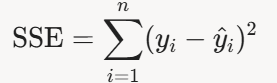 SSE = \sum_{i=1}^{n} (y_i - \hat{y}_i)^2